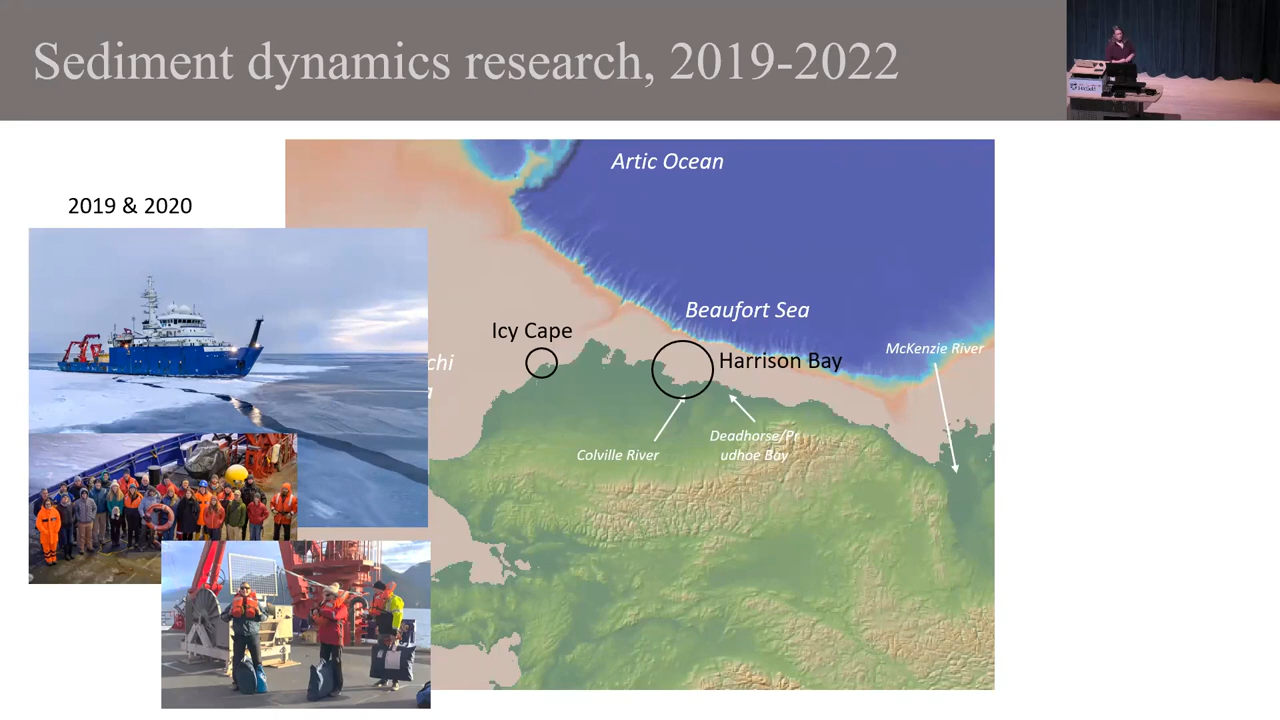 Sediment dynamics research, 2019-2022
2019 & 2020
Artic Ocean
Beaufort Sea
Icy Cape
chi
Harrison Bay
McKenzie River
Deadhorse/Pr
udhoe Bay
Colville River